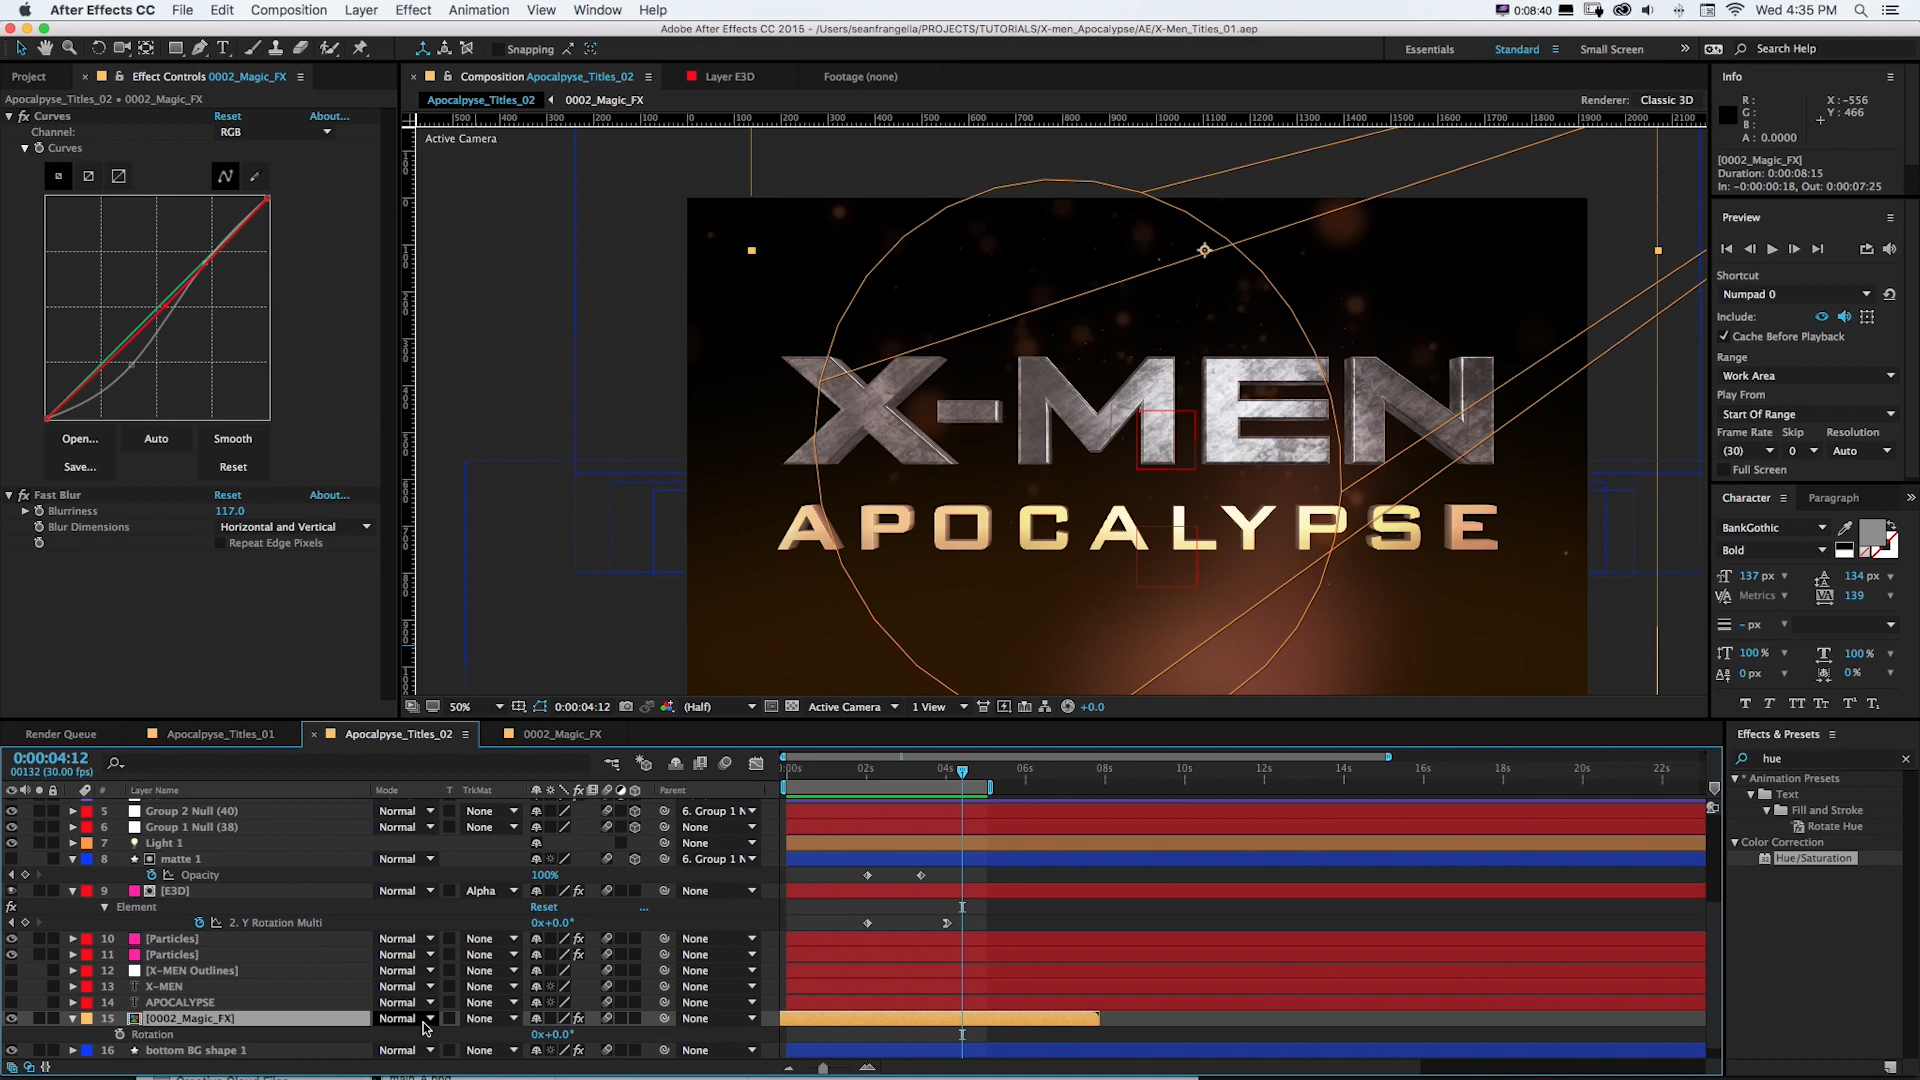 After Effects CC File Edit Composition Layer Effect Animation View Window Help 0:08:40 Wed 4:35 PM
Adobe After Effects CC 2015 - /Users/seanfrangella/PROJECTS/TUTORIALS/X-men_Apocalypse/AE/X-Men_Titles_01.aep
Snapping Essentials Standard Small Screen Search Help
Project Effect Controls 0002_Magic_FX Composition Apocalpyse_Titles_02 Layer E3D Footage (none) Info
Apocalpyse_Titles_02 • 0002_Magic_FX
Apocalpyse_Titles_02 0002_Magic_FX Renderer: Classic 3D
R: X: -556
G: Y: 466
B:
A: 0.0000
fx Curves Reset About...
Channel: RGB
Curves
Active Camera
[0002_Magic_FX]
Duration: 0:00:08:15
In: -0:00:00:18, Out: 0:00:07:25
Preview
Shortcut
Numpad 0
Include:
Cache Before Playback
Range
Work Area
Play From
Start Of Range
Frame Rate Skip Resolution
(30) 0 Auto
Full Screen
X-MEN
APOCALYPSE
Open... Auto Smooth
Save... Reset
fx Fast Blur Reset About...
Blurriness 117.0
Blur Dimensions Horizontal and Vertical
Repeat Edge Pixels
Character Paragraph
BankGothic
Bold
137 px 134 px
Metrics 139
- px
100% 100%
0 px 0 %
50% 0:00:04:12 (Half) Active Camera 1 View +0.0
Render Queue Apocalpyse_Titles_01 Apocalpyse_Titles_02 0002_Magic_FX
Effects & Presets
hue
* Animation Presets
Text
Fill and Stroke
Rotate Hue
Color Correction
Hue/Saturation
0:00:04:12
00132 (30.00 fps)
:00s 02s 04s 06s 08s 10s 12s 14s 16s 18s 20s 22s
# Layer Name Mode T TrkMat Parent
5 Group 2 Null (40) Normal None 6. Group 1 N
6 Group 1 Null (38) Normal None None
7 Light 1 None
8 matte 1 Normal 6. Group 1 N
Opacity 100%
9 [E3D] Normal Alpha None
fx Element Reset ...
2. Y Rotation Multi 0x+0.0°
10 [Particles] Normal None None
11 [Particles] Normal None None
12 [X-MEN Outlines] Normal None None
13 X-MEN Normal None None
14 APOCALYPSE Normal None None
15 [0002_Magic_FX] Normal None None
Rotation 0x+0.0°
16 bottom BG shape 1 Normal None None